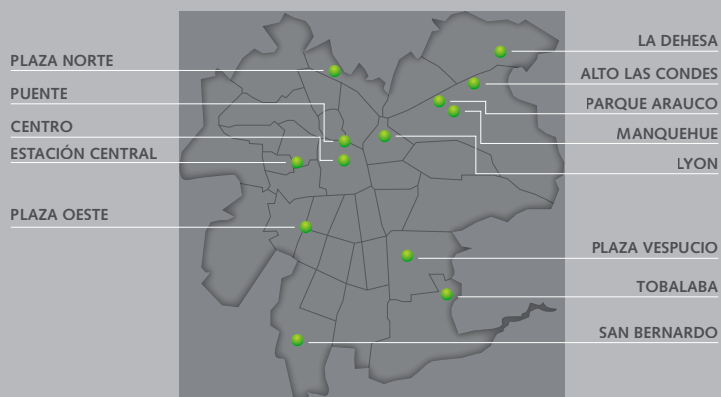 PLAZA NORTE
PUENTE
CENTRO
ESTACIÓN CENTRAL
PLAZA OESTE
LA DEHESA
ALTO LAS CONDES
PARQUE ARAUCO
MANQUEHUE
LYON
PLAZA VESPUCIO
TOBALABA
SAN BERNARDO